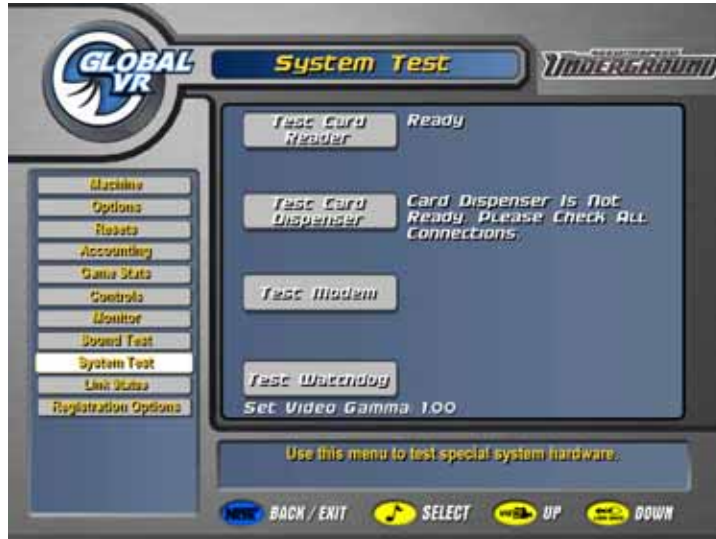 GLOBAL
VR
System Test
UNDERGROUND
Test Card
Reader
Ready
Test Card
Dispenser
Card Dispenser Is Not
Ready. Please Check All
Connections.
Test Modem
Test Watchdog
Set Video Gamma 1.00
Machine
Options
Resets
Accounting
Game Stats
Controls
Monitor
Sound Test
System Test
Link Status
Registration Options
Use this menu to test special system hardware.
BACK / EXIT
SELECT
UP
DOWN